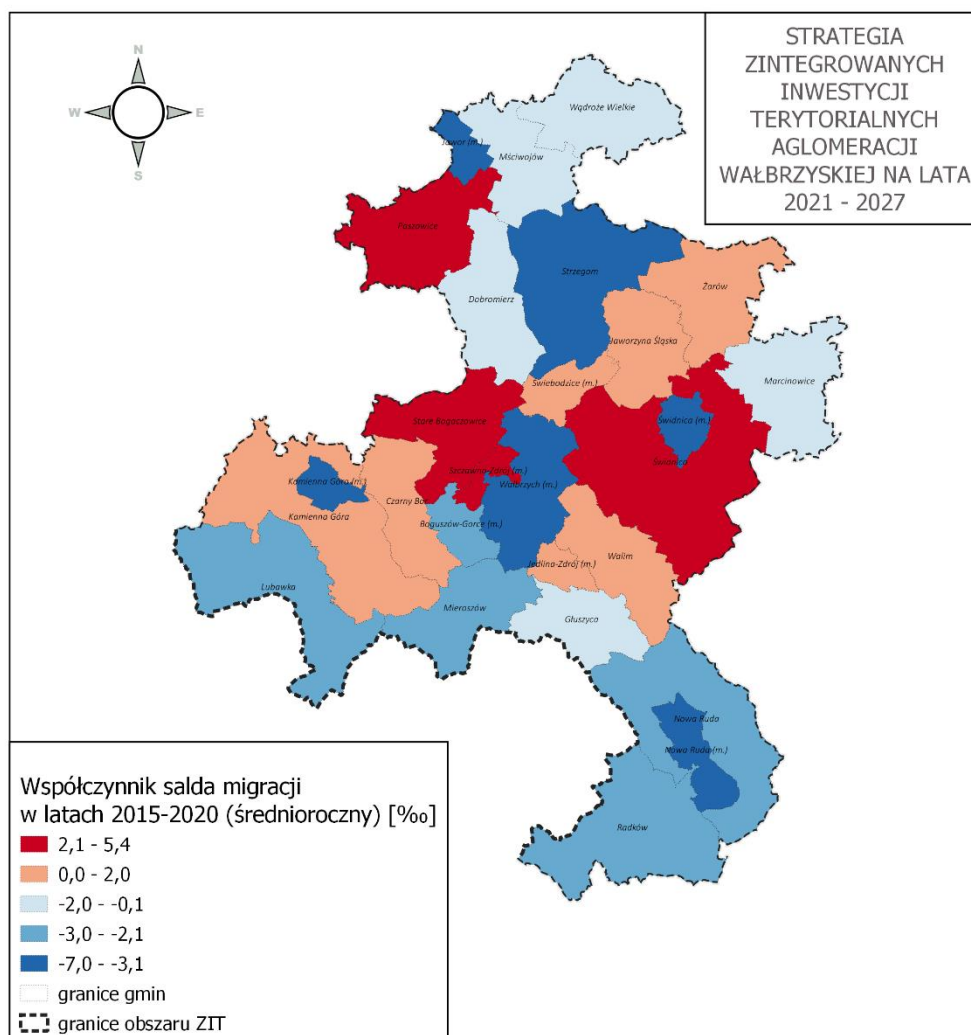 STRATEGIA
ZINTEGROWANYCH
INWESTYCJI
TERYTORIALNYCH
AGLOMERACJI
WAŁBRZYSKIEJ NA LATA
2021 - 2027
N
W
E
S
Wądroże Wielkie
Jawor (m.)
Mściwojów
Paszowice
Strzegom
Żarów
Dobromierz
Jaworzyna Śląska
Marcinowice
Świebodzice (m.)
Stare Bogaczowice
Świdnica (m.)
Świdnica
Szczawno-Zdrój (m.)
Kamienna Góra (m.)
Wałbrzych (m.)
Czarny Bór
Kamienna Góra
Boguszów-Gorce (m.)
Walim
Jedlina-Zdrój (m.)
Lubawka
Mieroszów
Głuszyca
Nowa Ruda
Nowa Ruda (m.)
Radków
Współczynnik salda migracji
w latach 2015-2020 (średnioroczny) [‰]
2,1 - 5,4
0,0 - 2,0
-2,0 - -0,1
-3,0 - -2,1
-7,0 - -3,1
granice gmin
granice obszaru ZIT